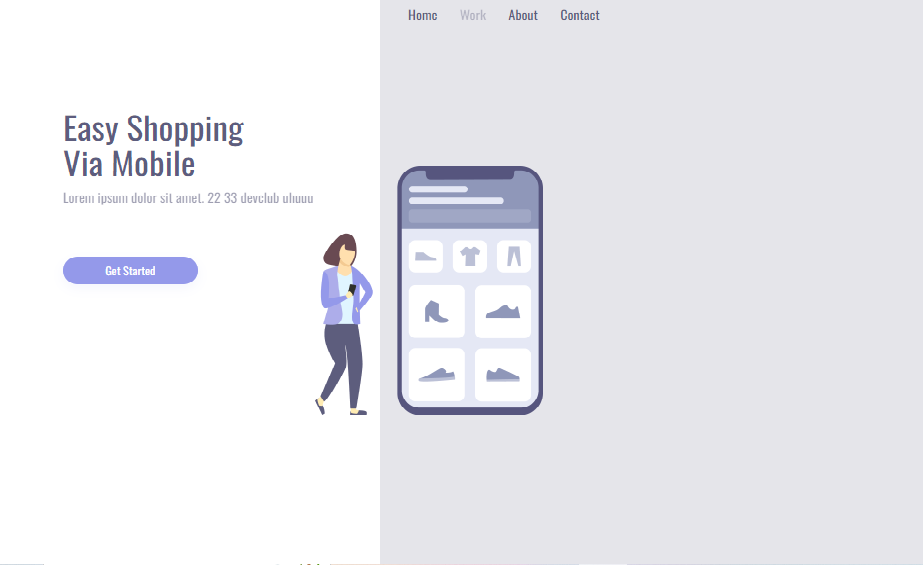 Home Work About Contact
Easy Shopping
Via Mobile
Lorem ipsum dolor sit amet. 22 33 devclub uhuuu
Get Started